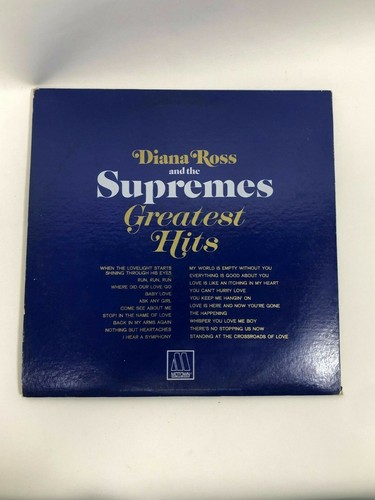 Diana Ross
and the
Supremes
Greatest
Hits
WHEN THE LOVELIGHT STARTS
SHINING THROUGH HIS EYES
RUN, RUN, RUN
WHERE DID OUR LOVE GO
BABY LOVE
ASK ANY GIRL
COME SEE ABOUT ME
STOP! IN THE NAME OF LOVE
BACK IN MY ARMS AGAIN
NOTHING BUT HEARTACHES
I HEAR A SYMPHONY
MY WORLD IS EMPTY WITHOUT YOU
EVERYTHING IS GOOD ABOUT YOU
LOVE IS LIKE AN ITCHING IN MY HEART
YOU CAN'T HURRY LOVE
YOU KEEP ME HANGIN' ON
LOVE IS HERE AND NOW YOU'RE GONE
THE HAPPENING
WHISPER YOU LOVE ME BOY
THERE'S NO STOPPING US NOW
STANDING AT THE CROSSROADS OF LOVE
M
MOTOWN